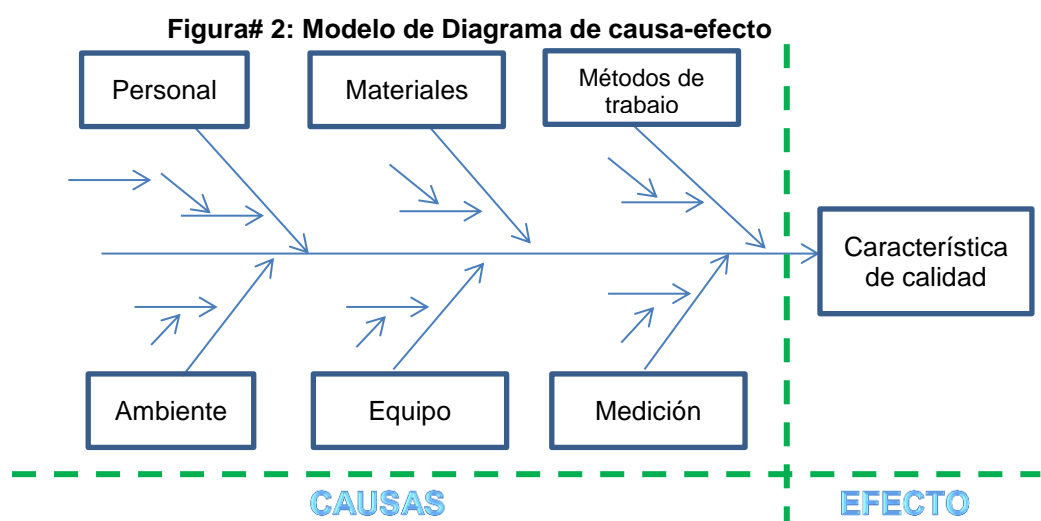 Figura# 2: Modelo de Diagrama de causa-efecto
Personal
Materiales
Métodos de
trabaio
Característica
de calidad
Ambiente
Equipo
Medición
CAUSAS
EFECTO